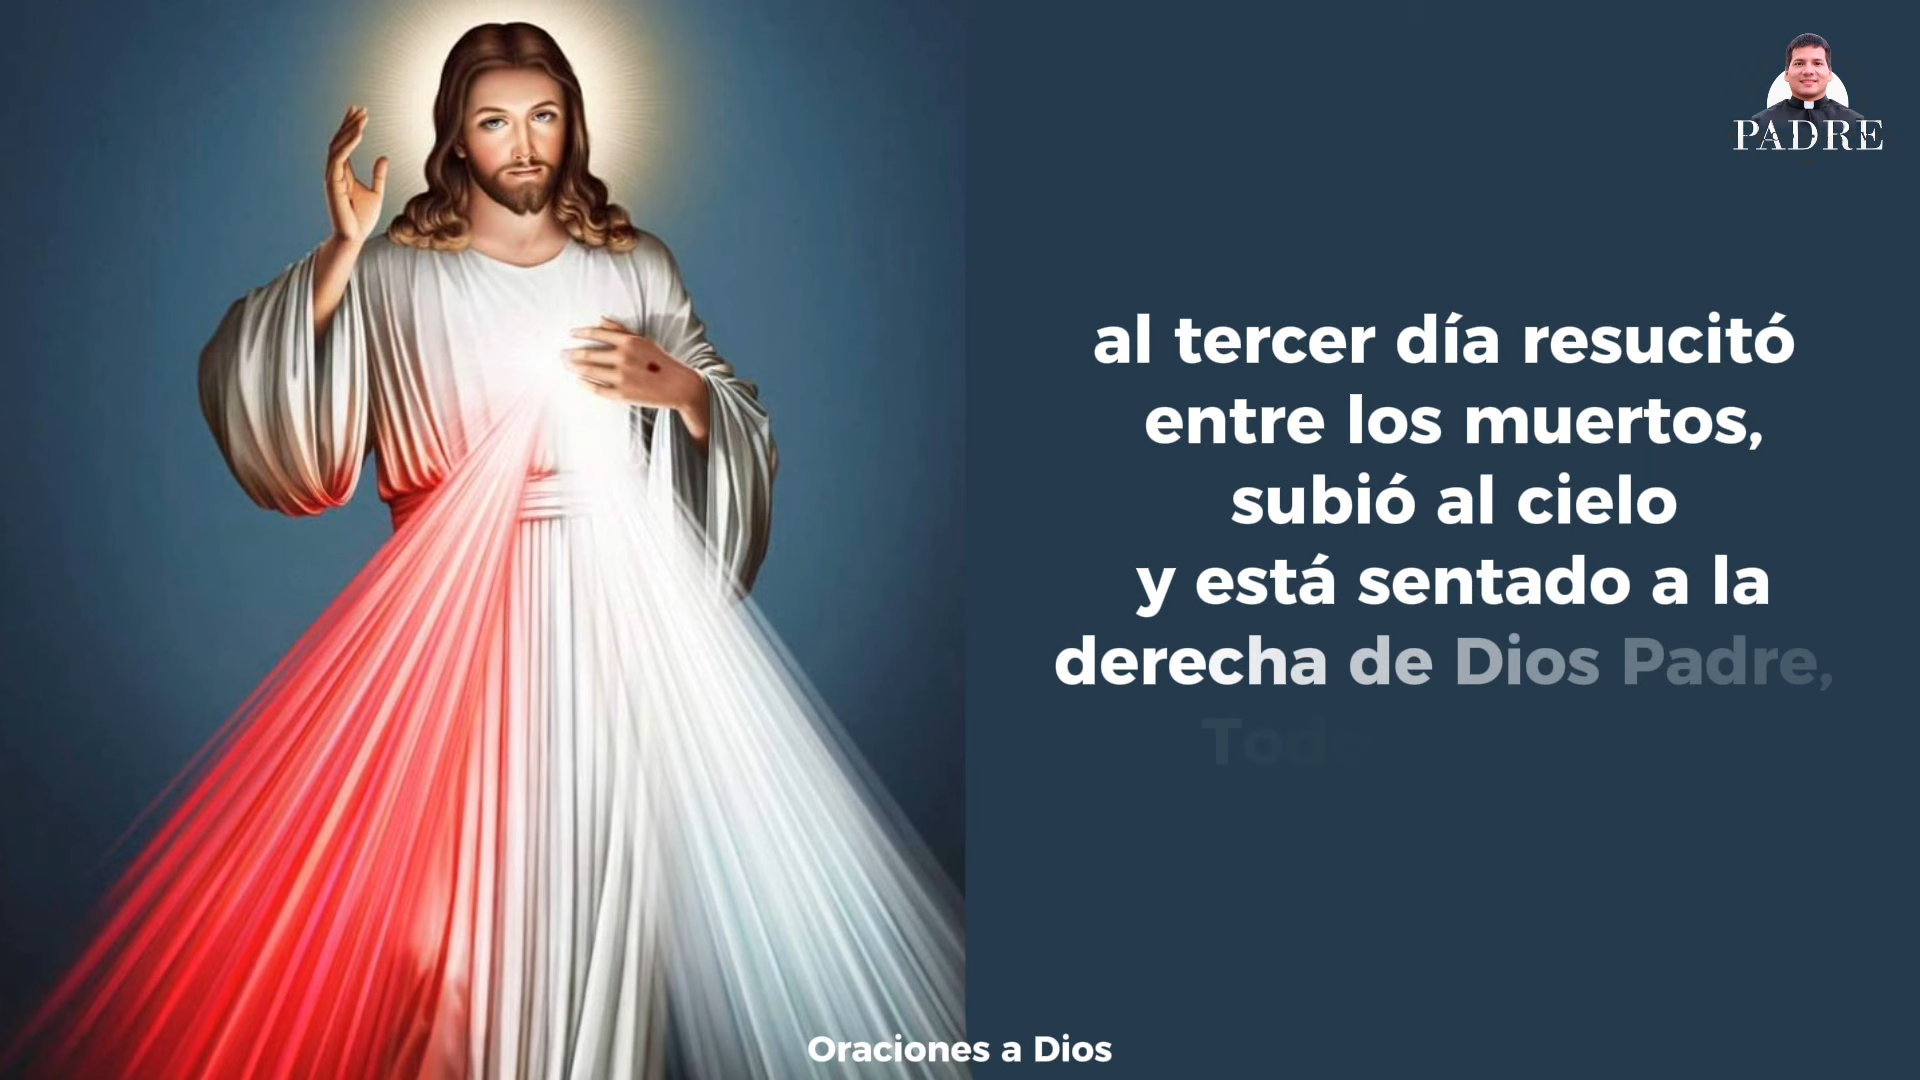 PADRE
al tercer día resucitó
entre los muertos,
subió al cielo
y está sentado a la
derecha de Dios Padre,
Oraciones a Dios